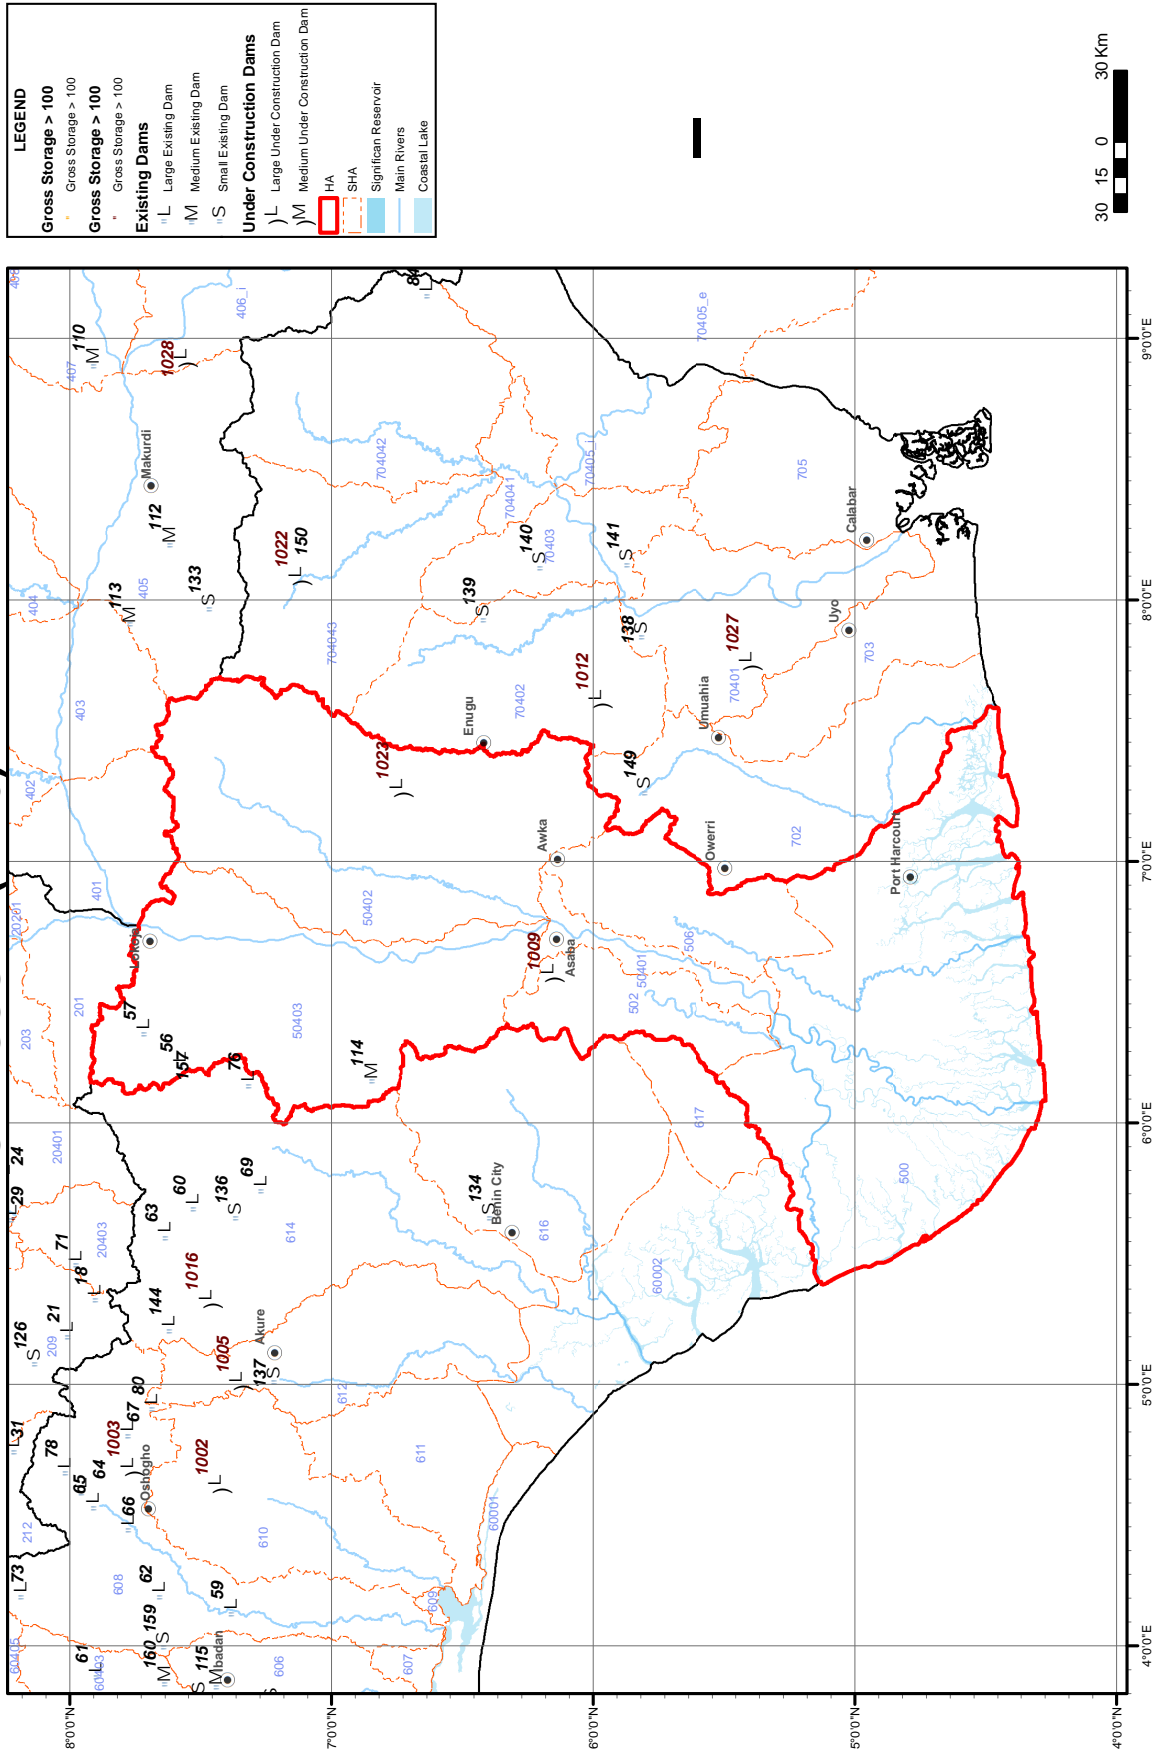 LEGEND
Gross Storage > 100
Gross Storage > 100
Gross Storage > 100
Gross Storage > 100
Existing Dams
"L Large Existing Dam
"M Medium Existing Dam
"S Small Existing Dam
Under Construction Dams
)L Large Under Construction Dam
)M Medium Under Construction Dam
HA
SHA
Significan Reservoir
Main Rivers
Coastal Lake
30 15 0 30 Km
8°0'0"N
7°0'0"N
6°0'0"N
5°0'0"N
4°0'0"N
4°0'0"E
5°0'0"E
6°0'0"E
7°0'0"E
8°0'0"E
9°0'0"E
406_i
407
110
M
1028
)L
84
L
70405_e
Makurdi
112
M
113
M
404
405
133
S
403
402
401
20201
201
203
704042
704041
70405_i
705
1022
)L
150
140
S
70403
141
S
139
S
138
S
704043
70402
1012
)L
1027
)L
70401
Calabar
Uyo
703
Umuahia
Enugu
1023
)L
149
S
Awka
Owerri
702
Port Harcourt
Lokoja
50402
1009
)L
Asaba
50401
502
506
50403
57
L
56
157
76
L
114
M
617
500
24
29
L
20401
20403
71
L
18
L
21
L
126
S
209
63
L
60
L
136
S
69
L
614
134
S
Benin City
616
60002
144
L
1016
)L
1005
)L
Akure
137
S
612
31
78
L
65
L
64
67
L
80
L
1003
)L
Oshogbo
66
L
1002
)L
611
60001
610
212
73
L
608
62
L
59
L
159
S
160
M
115
M
S
Ibadan
606
607
609
61
L
60403
60405